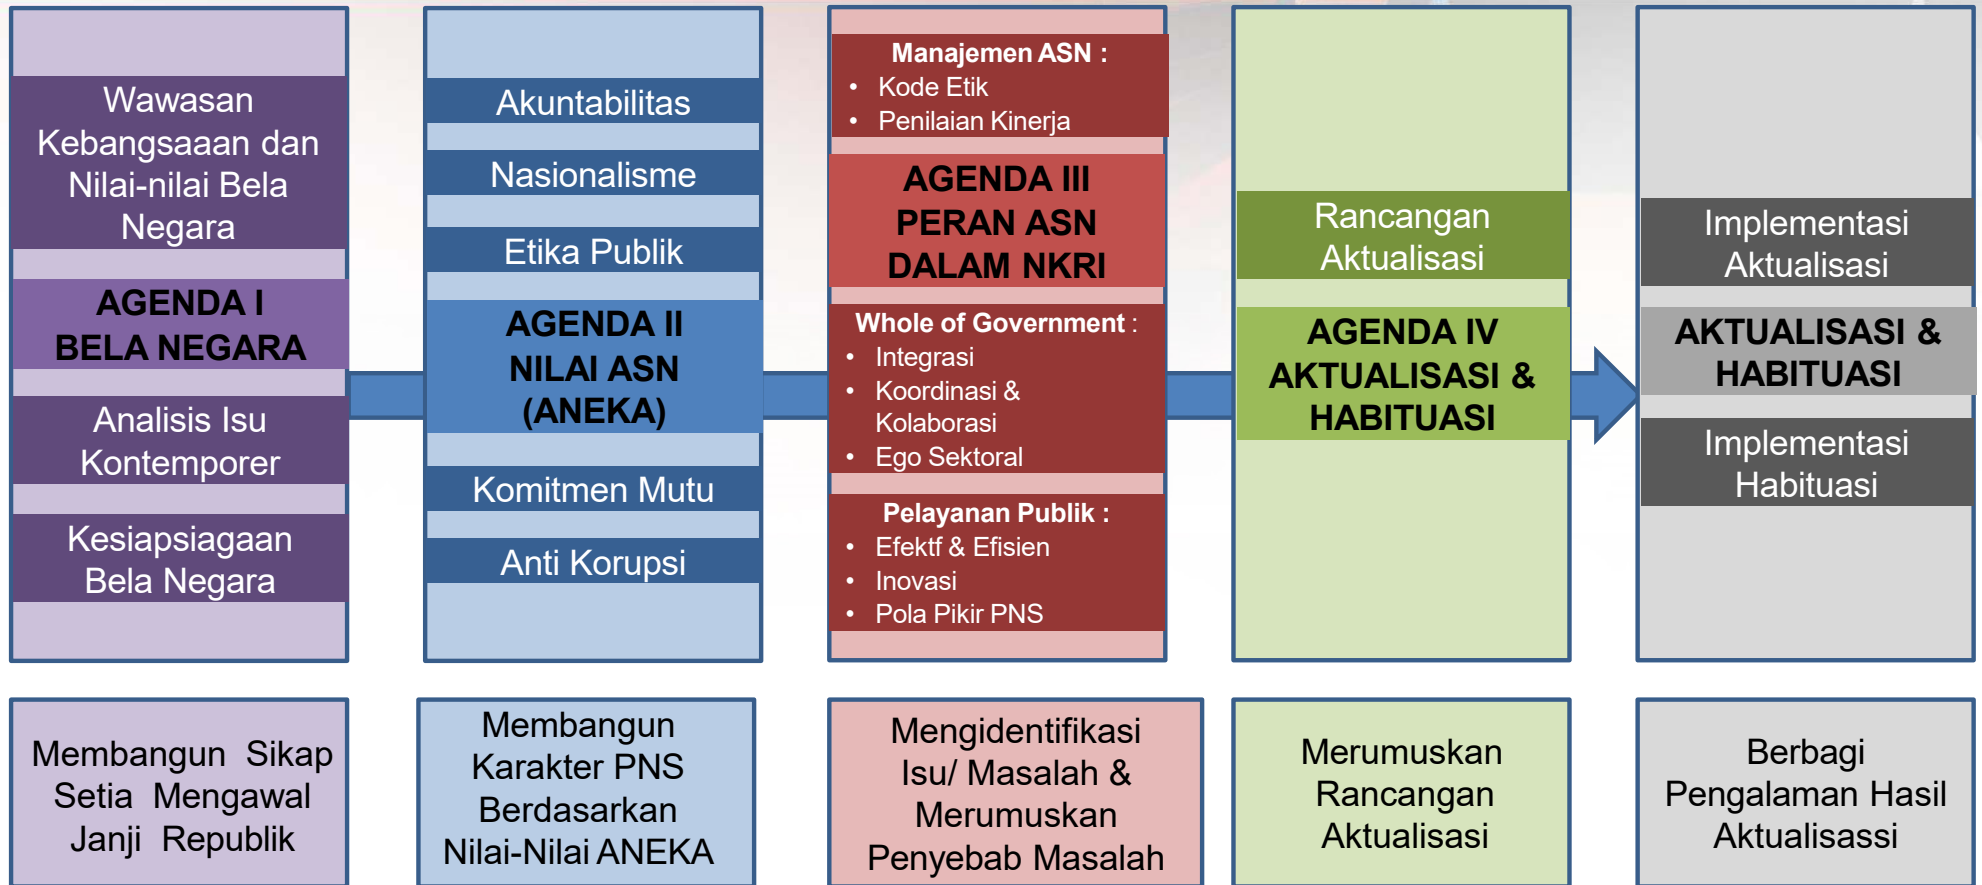 Wawasan
Kebangsaaan dan
Nilai-nilai Bela
Negara
AGENDA I
BELA NEGARA
Analisis Isu
Kontemporer
Kesiapsiagaan
Bela Negara
Membangun Sikap
Setia Mengawal
Janji Republik
Akuntabilitas
Nasionalisme
Etika Publik
AGENDA II
NILAI ASN
(ANEKA)
Komitmen Mutu
Anti Korupsi
Membangun
Karakter PNS
Berdasarkan
Nilai-Nilai ANEKA
Manajemen ASN :
• Kode Etik
• Penilaian Kinerja
AGENDA III
PERAN ASN
DALAM NKRI
Whole of Government :
• Integrasi
• Koordinasi &
Kolaborasi
• Ego Sektoral
Pelayanan Publik :
• Efektf & Efisien
• Inovasi
• Pola Pikir PNS
Mengidentifikasi
Isu/ Masalah &
Merumuskan
Penyebab Masalah
Rancangan
Aktualisasi
AGENDA IV
AKTUALISASI &
HABITUASI
Merumuskan
Rancangan
Aktualisasi
Implementasi
Aktualisasi
AKTUALISASI &
HABITUASI
Implementasi
Habituasi
Berbagi
Pengalaman Hasil
Aktualisassi